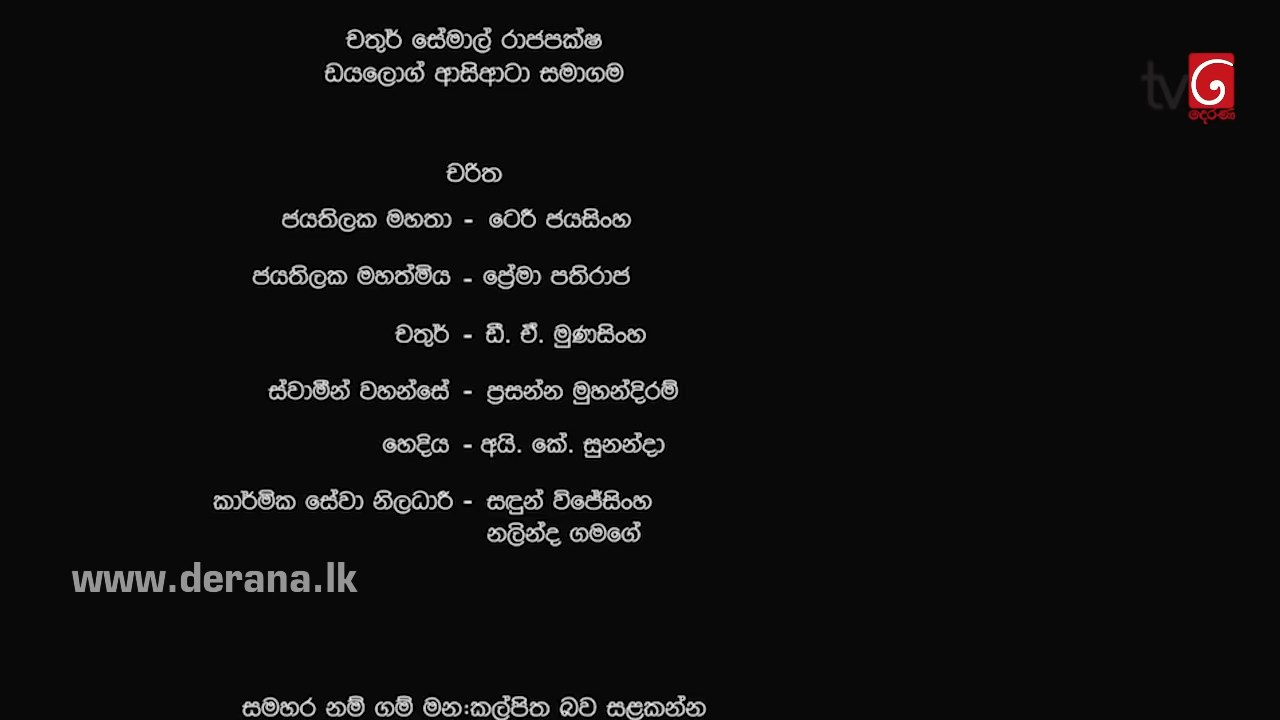 චතුර් සේමාල් රාජපක්ෂ
ඩයලොග් ආසිආටා සමාගම
tv
දෙරණ
චරිත
ජයතිලක මහතා - ටෙරී ජයසිංහ
ජයතිලක මහත්මිය - ප්‍රේමා පතිරාජ
චතුර් - ඩී. ඒ. මුණසිංහ
ස්වාමීන් වහන්සේ - ප්‍රසන්න මුහන්දිරම්
හෙදිය - අයි. කේ. සුනන්දා
කාර්මික සේවා නිලධාරී - සඳුන් විජේසිංහ
නලින්ද ගමගේ
www.derana.lk
සමහර නම් ගම් මන:කල්පිත බව සළකන්න